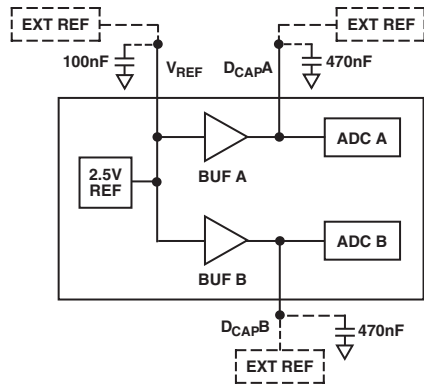 EXT REF
EXT REF
100nF
VREF
DCAPA
470nF
2.5V
REF
BUF A
ADC A
BUF B
ADC B
DCAPB
470nF
EXT REF